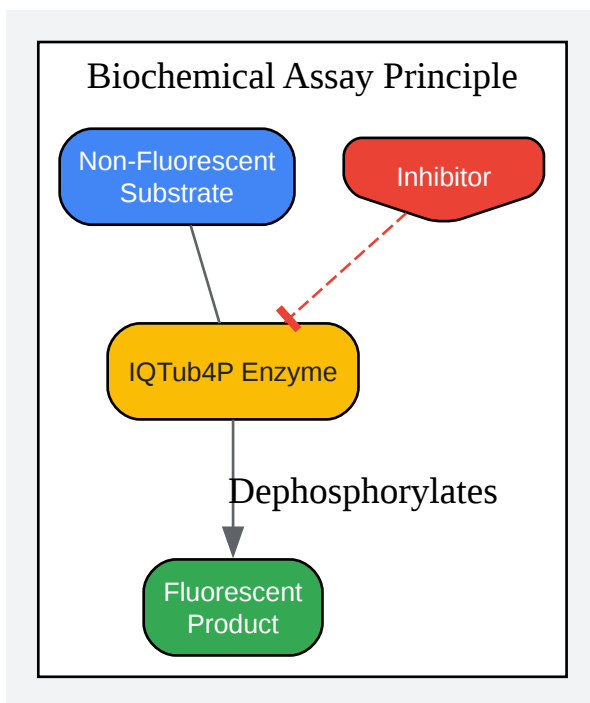 Biochemical Assay Principle
Non-Fluorescent
Substrate
Inhibitor
IQTub4P Enzyme
Dephosphorylates
Fluorescent
Product